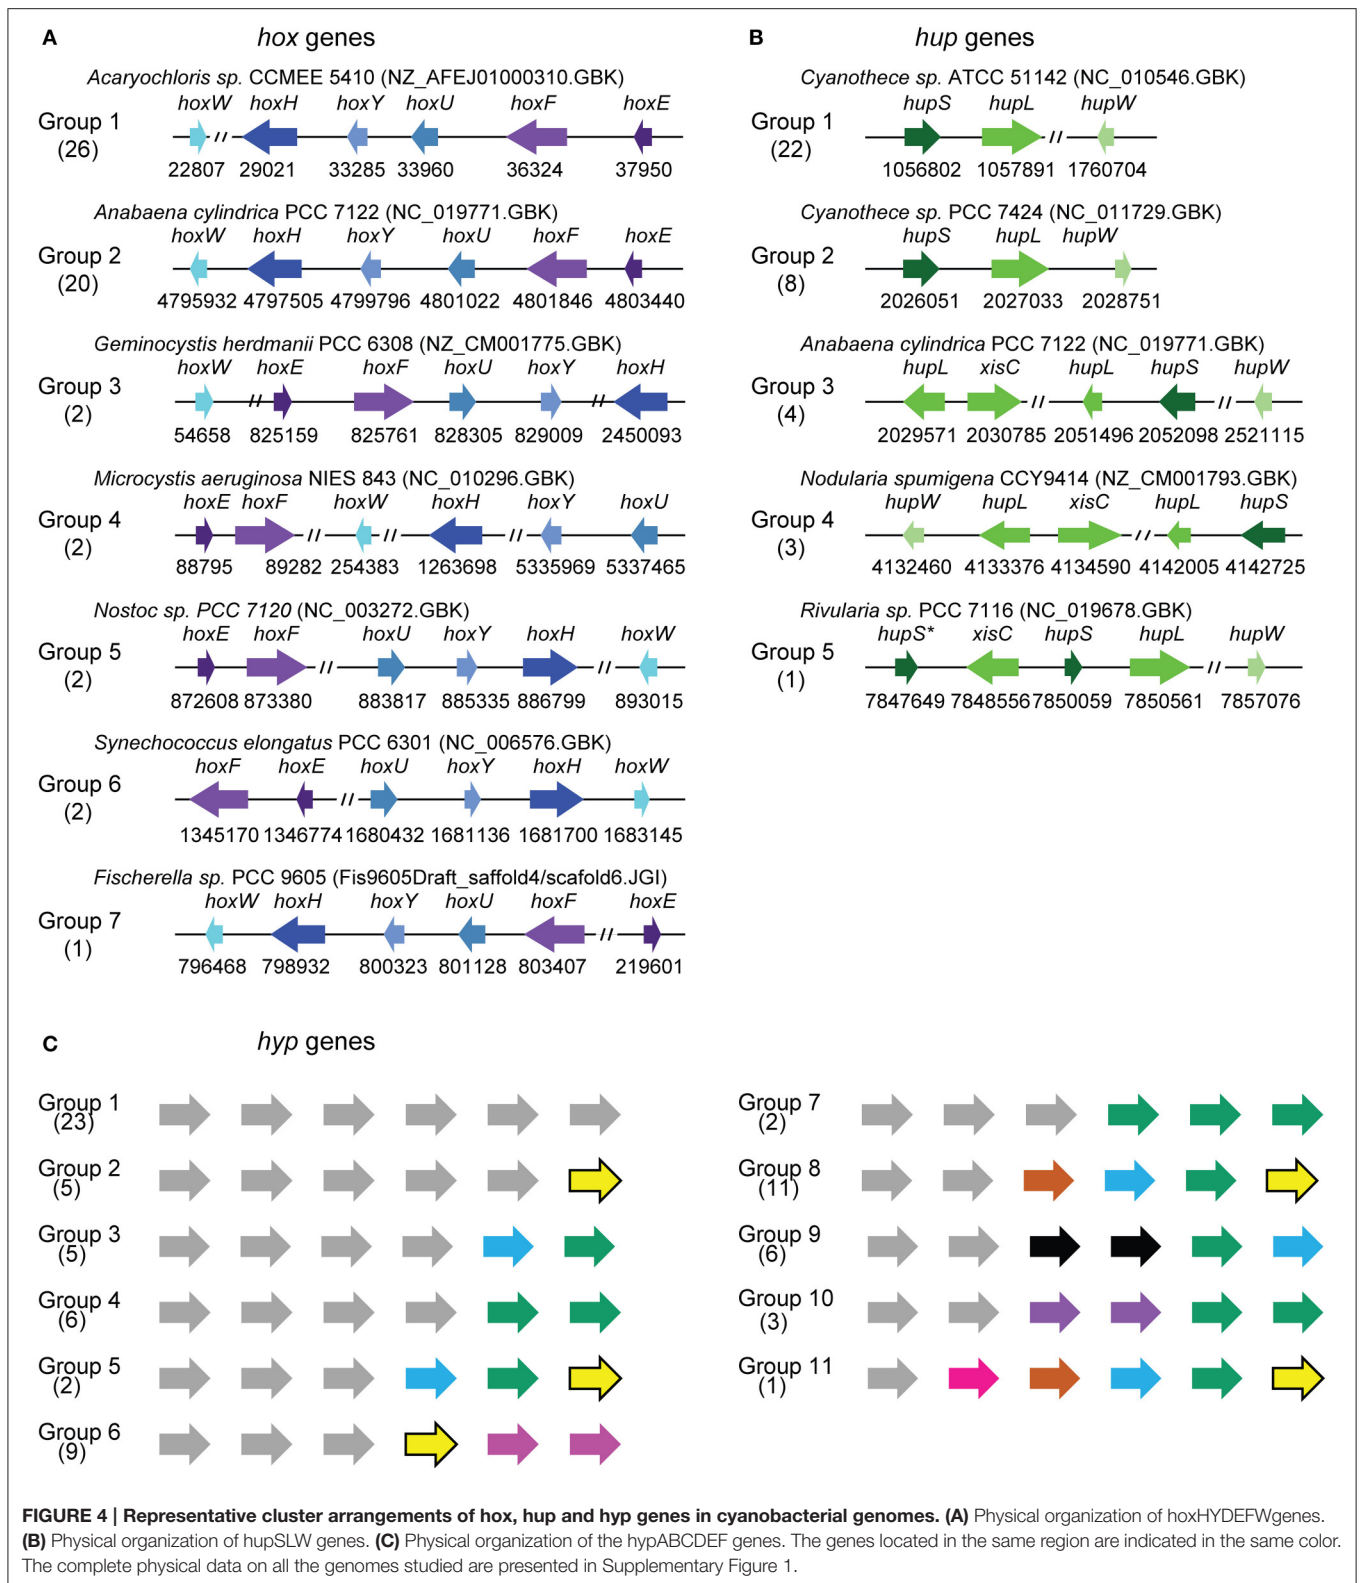 A
hox genes
Acaryochloris sp. CCMEE 5410 (NZ_AFEJ01000310.GBK)
hoxW hoxH hoxY hoxU hoxF hoxE
Group 1
(26)
//
22807 29021 33285 33960 36324 37950
Anabaena cylindrica PCC 7122 (NC_019771.GBK)
hoxW hoxH hoxY hoxU hoxF hoxE
Group 2
(20)
4795932 4797505 4799796 4801022 4801846 4803440
Geminocystis herdmanii PCC 6308 (NZ_CM001775.GBK)
hoxW hoxE hoxF hoxU hoxY hoxH
Group 3
(2)
// //
54658 825159 825761 828305 829009 2450093
Microcystis aeruginosa NIES 843 (NC_010296.GBK)
hoxE hoxF hoxW hoxH hoxY hoxU
Group 4
(2)
// // //
88795 89282 254383 1263698 5335969 5337465
Nostoc sp. PCC 7120 (NC_003272.GBK)
hoxE hoxF hoxU hoxY hoxH hoxW
Group 5
(2)
// //
872608 873380 883817 885335 886799 893015
Synechococcus elongatus PCC 6301 (NC_006576.GBK)
hoxF hoxE hoxU hoxY hoxH hoxW
Group 6
(2)
//
1345170 1346774 1680432 1681136 1681700 1683145
Fischerella sp. PCC 9605 (Fis9605Draft_saffold4/scafold6.JGI)
hoxW hoxH hoxY hoxU hoxF hoxE
Group 7
(1)
//
796468 798932 800323 801128 803407 219601
B
hup genes
Cyanothece sp. ATCC 51142 (NC_010546.GBK)
hupS hupL hupW
Group 1
(22)
//
1056802 1057891 1760704
Cyanothece sp. PCC 7424 (NC_011729.GBK)
hupS hupL hupW
Group 2
(8)
2026051 2027033 2028751
Anabaena cylindrica PCC 7122 (NC_019771.GBK)
hupL xisC hupL hupS hupW
Group 3
(4)
// //
2029571 2030785 2051496 2052098 2521115
Nodularia spumigena CCY9414 (NZ_CM001793.GBK)
hupW hupL xisC hupL hupS
Group 4
(3)
//
4132460 4133376 4134590 4142005 4142725
Rivularia sp. PCC 7116 (NC_019678.GBK)
hupS* xisC hupS hupL hupW
Group 5
(1)
//
7847649 7848556 7850059 7850561 7857076
C
hyp genes
Group 1
(23)
Group 2
(5)
Group 3
(5)
Group 4
(6)
Group 5
(2)
Group 6
(9)
Group 7
(2)
Group 8
(11)
Group 9
(6)
Group 10
(3)
Group 11
(1)
FIGURE 4 | Representative cluster arrangements of hox, hup and hyp genes in cyanobacterial genomes. (A) Physical organization of hoxHYDEFWgenes.
(B) Physical organization of hupSLW genes. (C) Physical organization of the hypABCDEF genes. The genes located in the same region are indicated in the same color.
The complete physical data on all the genomes studied are presented in Supplementary Figure 1.